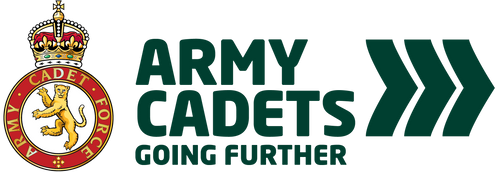 ARMY · CADET · FORCE
ARMY
CADETS
GOING FURTHER